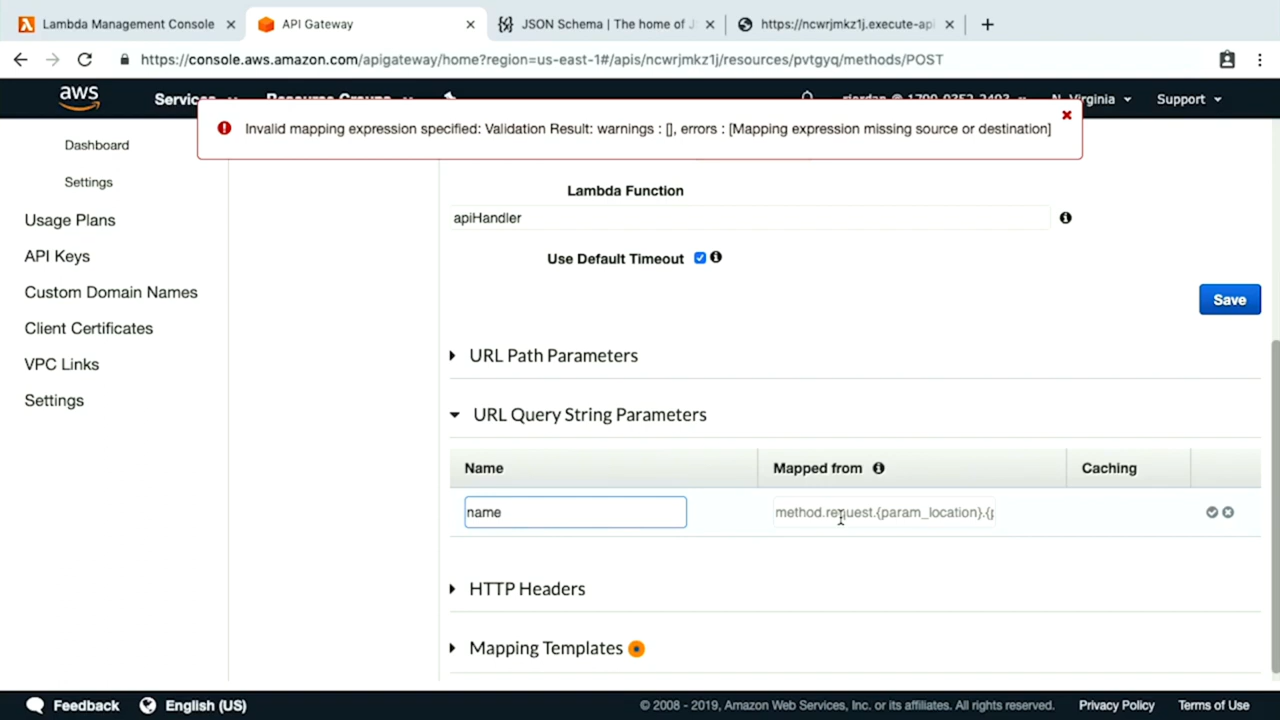 Lambda Management Console
API Gateway
JSON Schema | The home of J
https://ncwrjmkz1j.execute-api
https://console.aws.amazon.com/apigateway/home?region=us-east-1#/apis/ncwrjmkz1j/resources/pvtgyq/methods/POST
aws
Services
Resource Groups
N. Virginia
Support
Invalid mapping expression specified: Validation Result: warnings : [], errors : [Mapping expression missing source or destination]
Dashboard
Settings
Usage Plans
API Keys
Custom Domain Names
Client Certificates
VPC Links
Settings
Lambda Function
apiHandler
Use Default Timeout
Save
URL Path Parameters
URL Query String Parameters
Name
Mapped from
Caching
name
method.request.{param_location}.{p
HTTP Headers
Mapping Templates
Feedback
English (US)
© 2008 - 2019, Amazon Web Services, Inc. or its affiliates. All rights reserved.
Privacy Policy
Terms of Use